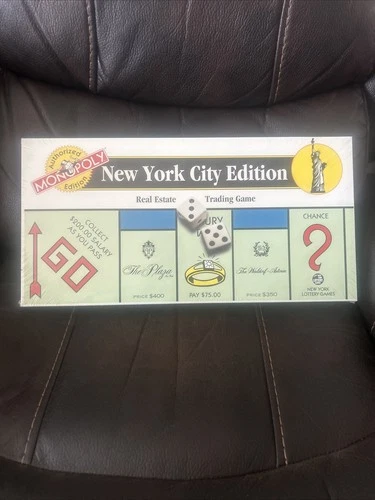 Authorized
MONOPOLY
Edition
New York City Edition
Real Estate Trading Game
COLLECT
$200.00 SALARY
AS YOU PASS
GO
The Plaza
PRICE $400
URY
PAY $75.00
The Waldorf-Astoria
PRICE $350
CHANCE
NEW YORK
LOTTERY GAMES